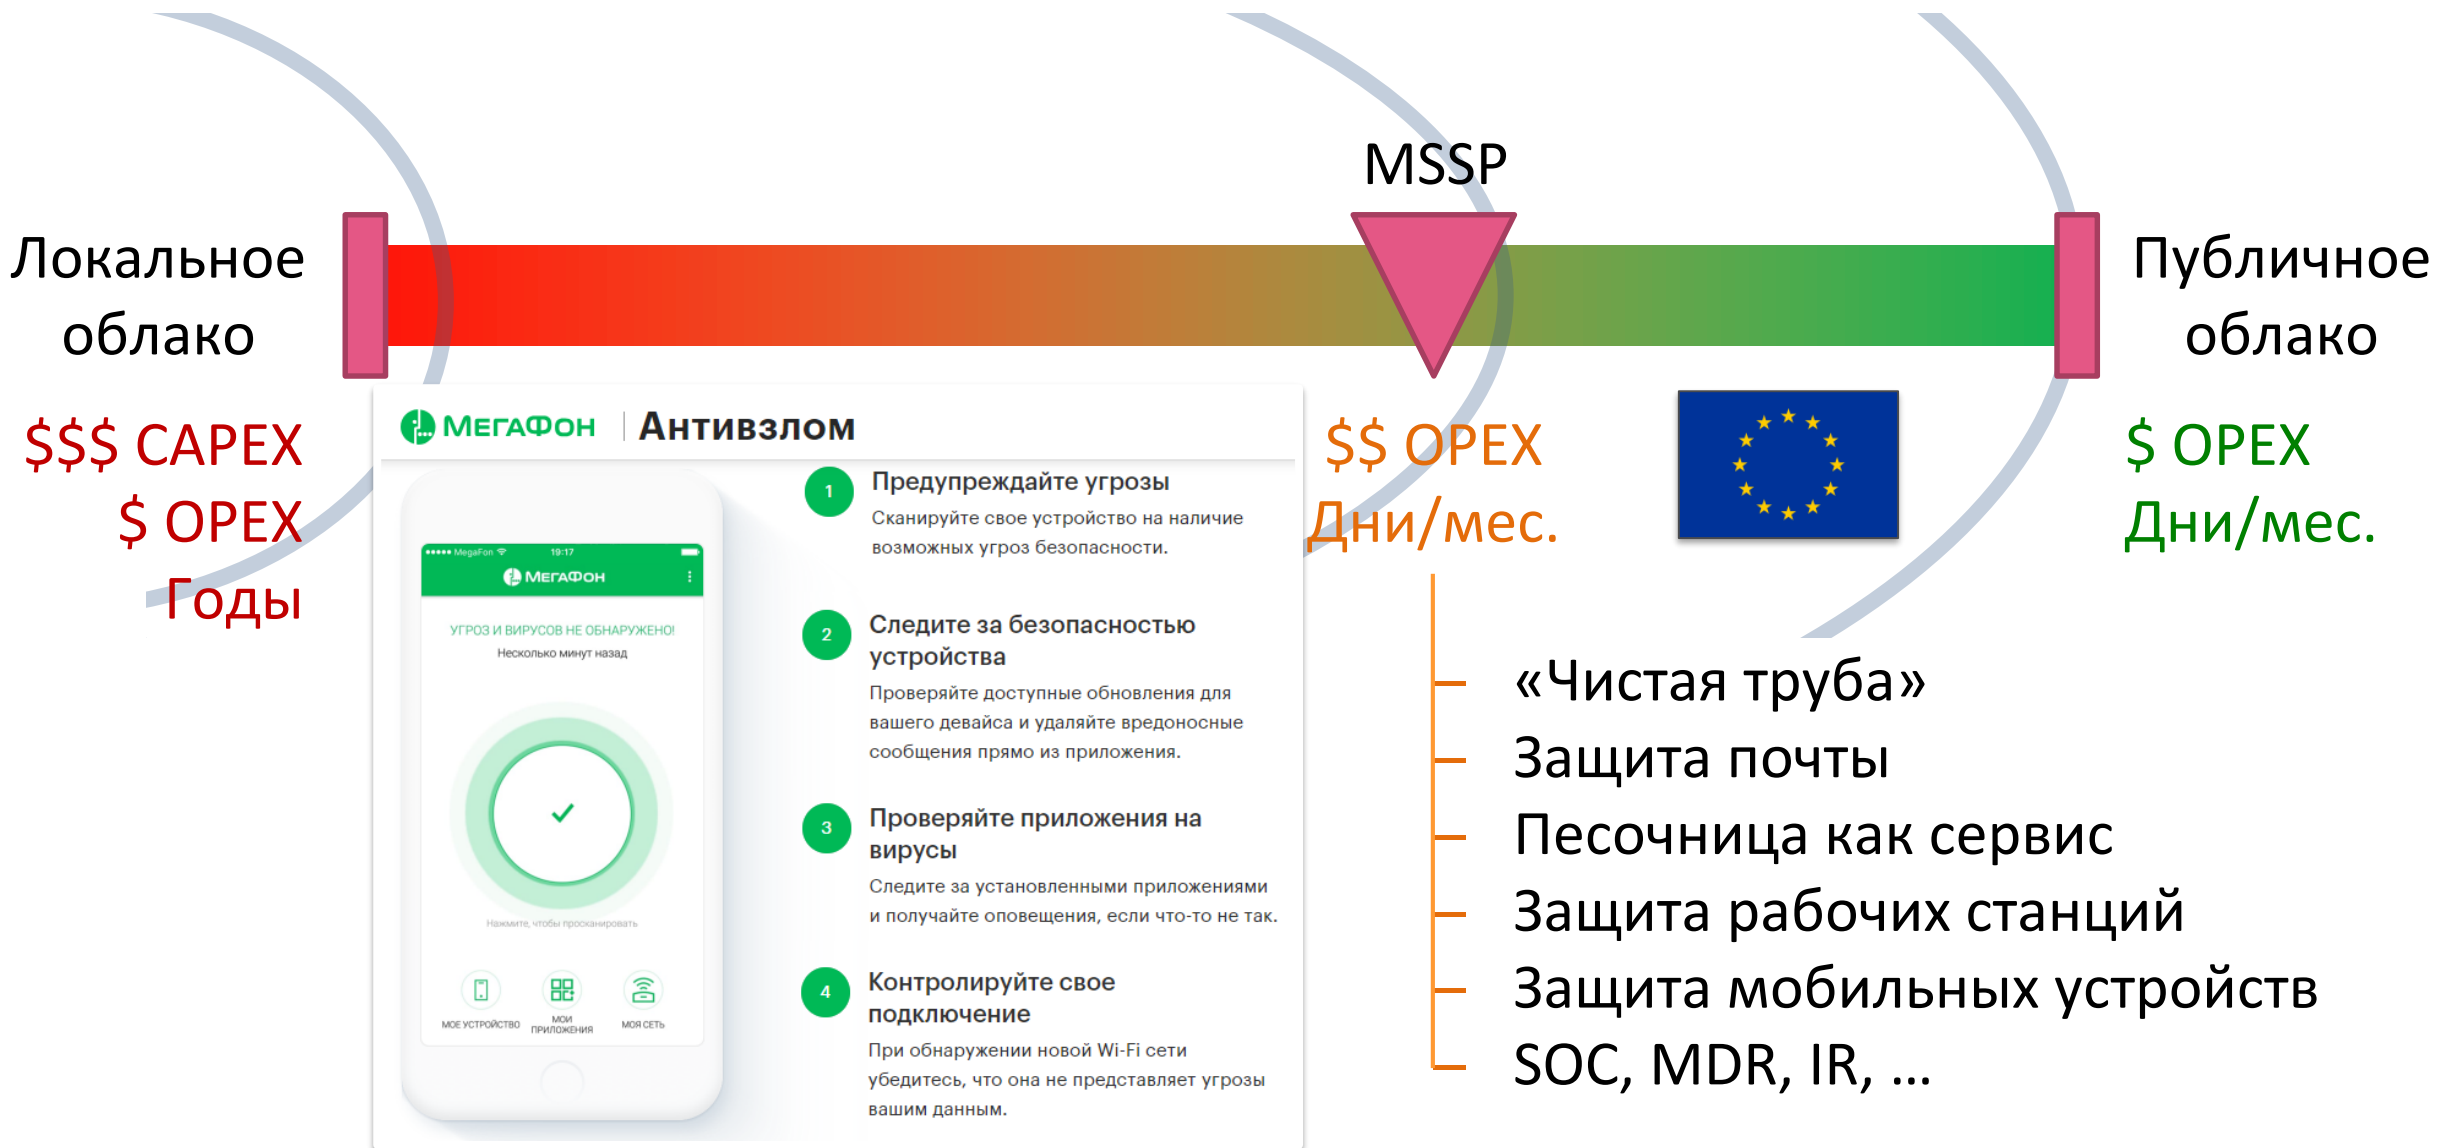 MSSP
Локальное
облако
Публичное
облако
$$$ CAPEX
$ OPEX
Годы
МЕГАФОН | Антивзлом
MegaFon
19:17
МЕГАФОН
УГРОЗ И ВИРУСОВ НЕ ОБНАРУЖЕНО!
Несколько минут назад
Нажмите, чтобы просканировать
МОЕ УСТРОЙСТВО
МОИ
ПРИЛОЖЕНИЯ
МОЯ СЕТЬ
1
Предупреждайте угрозы
Сканируйте свое устройство на наличие
возможных угроз безопасности.
2
Следите за безопасностью
устройства
Проверяйте доступные обновления для
вашего девайса и удаляйте вредоносные
сообщения прямо из приложения.
3
Проверяйте приложения на
вирусы
Следите за установленными приложениями
и получайте оповещения, если что-то не так.
4
Контролируйте свое
подключение
При обнаружении новой Wi-Fi сети
убедитесь, что она не представляет угрозы
вашим данным.
$$ OPEX
Дни/мес.
$ OPEX
Дни/мес.
«Чистая труба»
Защита почты
Песочница как сервис
Защита рабочих станций
Защита мобильных устройств
SOC, MDR, IR, ...